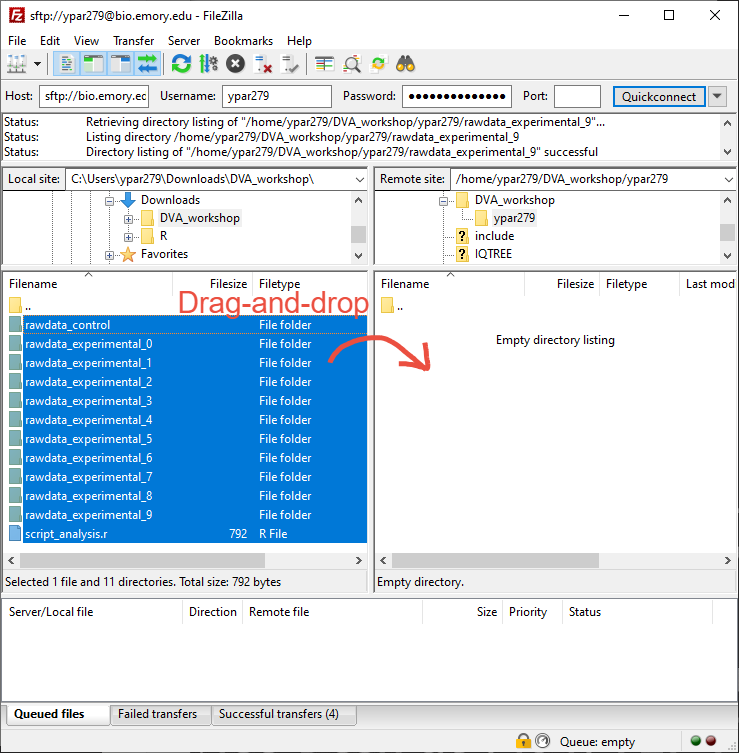 sftp://ypar279@bio.emory.edu - FileZilla
File Edit View Transfer Server Bookmarks Help
Host: sftp://bio.emory.ec Username: ypar279 Password: ●●●●●●●●●●●●●● Port: Quickconnect
Status: Retrieving directory listing of "/home/ypar279/DVA_workshop/ypar279/rawdata_experimental_9"...
Status: Listing directory /home/ypar279/DVA_workshop/ypar279/rawdata_experimental_9
Status: Directory listing of "/home/ypar279/DVA_workshop/ypar279/rawdata_experimental_9" successful
Local site: C:\Users\ypar279\Downloads\DVA_workshop\ Remote site: /home/ypar279/DVA_workshop/ypar279
Downloads DVA_workshop
DVA_workshop ypar279
R ? include
Favorites ? IQTREE
Filename Filesize Filetype Filename Filesize Filetype Last mod
.. Drag-and-drop ..
rawdata_control File folder
rawdata_experimental_0 File folder Empty directory listing
rawdata_experimental_1 File folder
rawdata_experimental_2 File folder
rawdata_experimental_3 File folder
rawdata_experimental_4 File folder
rawdata_experimental_5 File folder
rawdata_experimental_6 File folder
rawdata_experimental_7 File folder
rawdata_experimental_8 File folder
rawdata_experimental_9 File folder
script_analysis.r 792 R File
Selected 1 file and 11 directories. Total size: 792 bytes Empty directory.
Server/Local file Direction Remote file Size Priority Status
Queued files Failed transfers Successful transfers (4)
Queue: empty